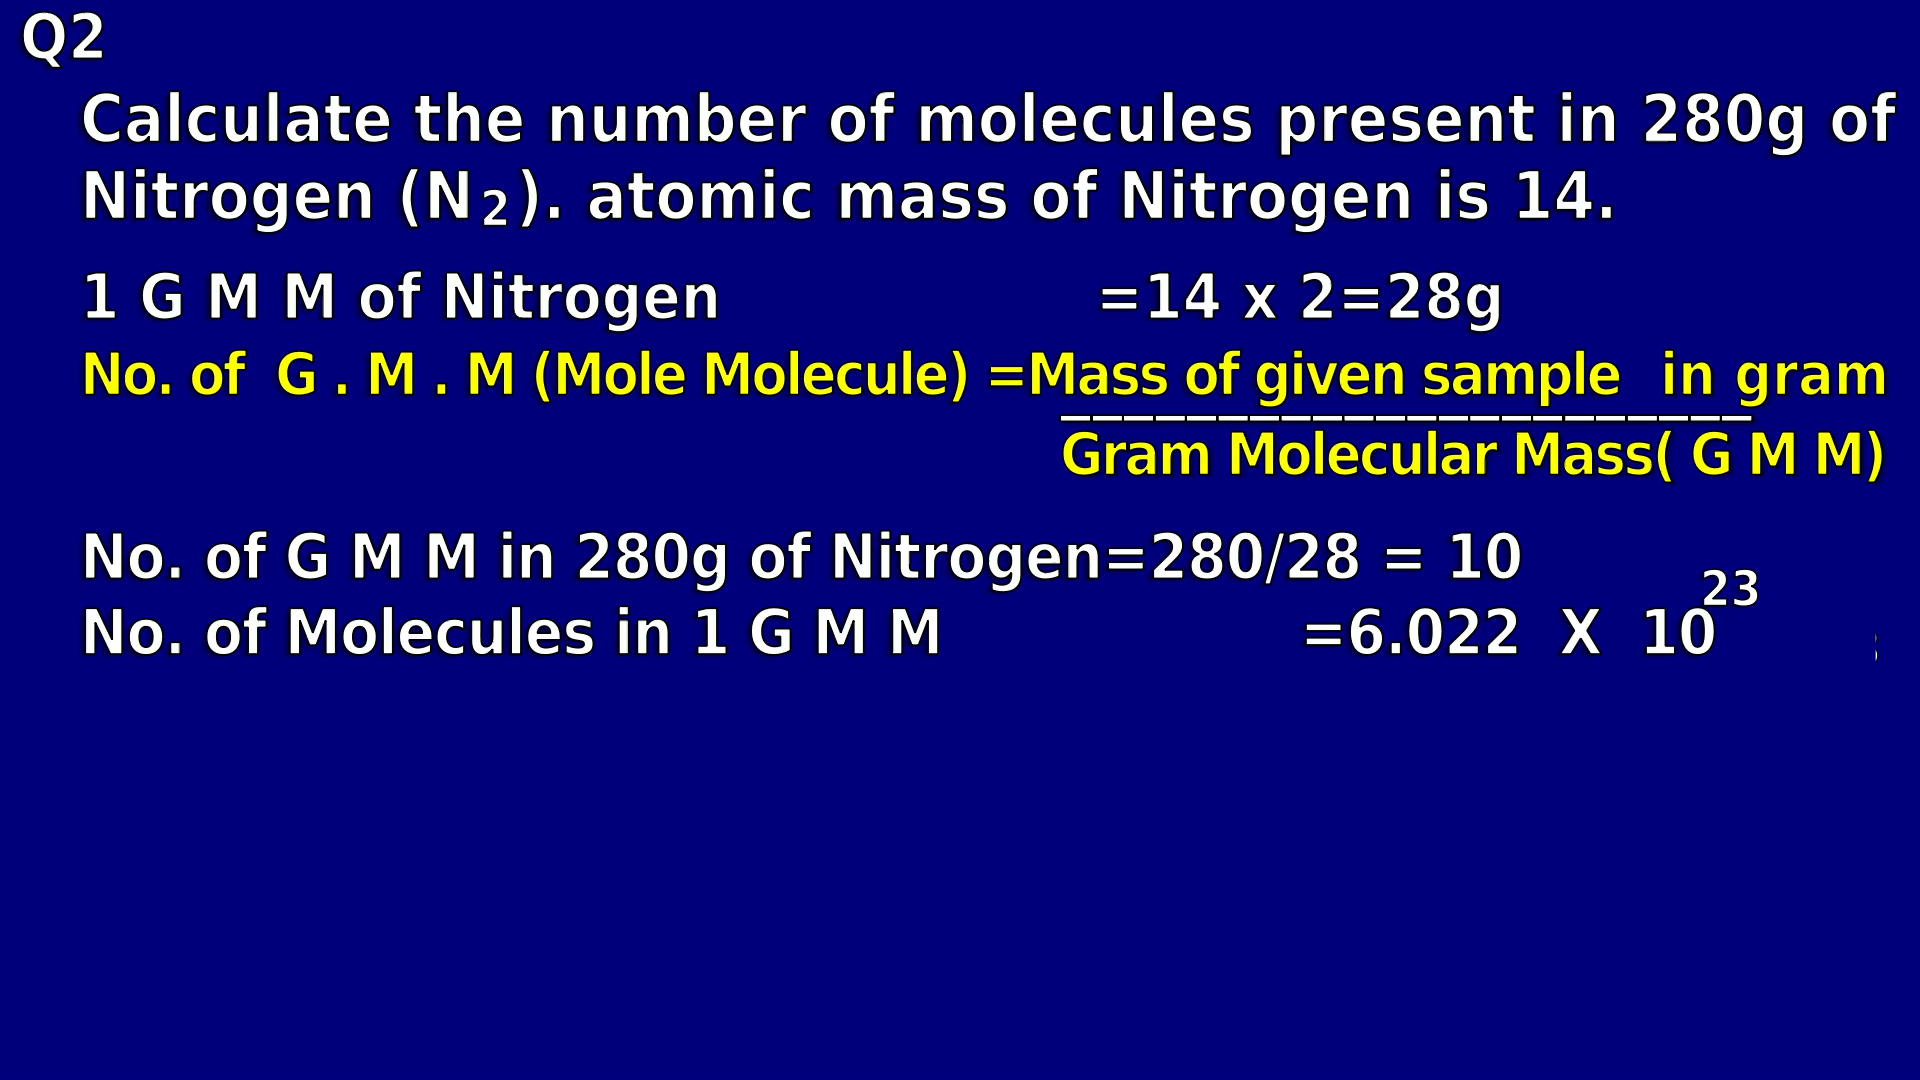 Q2
Calculate the number of molecules present in 280g of
Nitrogen (N₂). atomic mass of Nitrogen is 14.
1 G M M of Nitrogen =14 x 2=28g
No. of G . M . M (Mole Molecule) =Mass of given sample in gram
______________________
Gram Molecular Mass( G M M)
No. of G M M in 280g of Nitrogen=280/28 = 10
No. of Molecules in 1 G M M =6.022 X 10²³